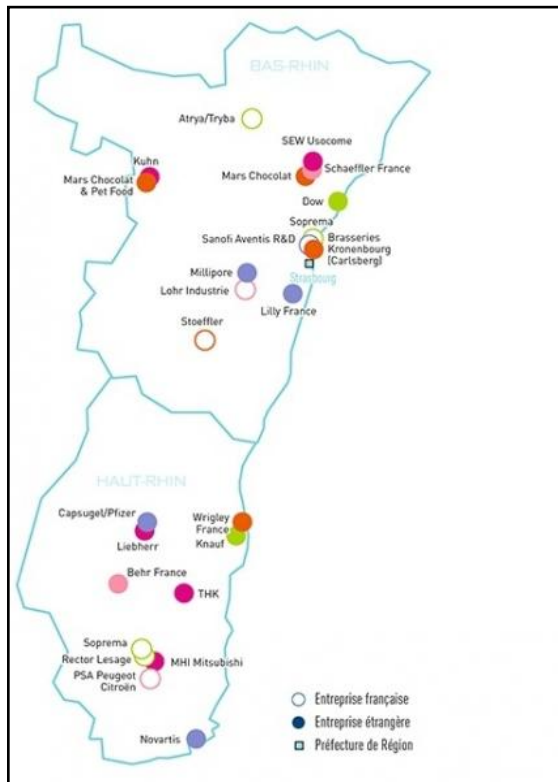 BAS-RHIN
Atrya/Tryba
SEW Usocome
Kuhn
Schaeffler France
Mars Chocolat
& Pet Food
Mars Chocolat
Dow
Soprema
Sanofi Aventis R&D
Brasseries
Kronenbourg
(Carlsberg)
Strasbourg
Millipore
Lohr Industrie
Lilly France
Stoeffler
HAUT-RHIN
Capsugel/Pfizer
Liebherr
Wrigley
France
Knauf
Behr France
THK
Soprema
Rector Lesage
MHI Mitsubishi
PSA Peugeot
Citroën
Novartis
Entreprise française
Entreprise étrangère
Préfecture de Région